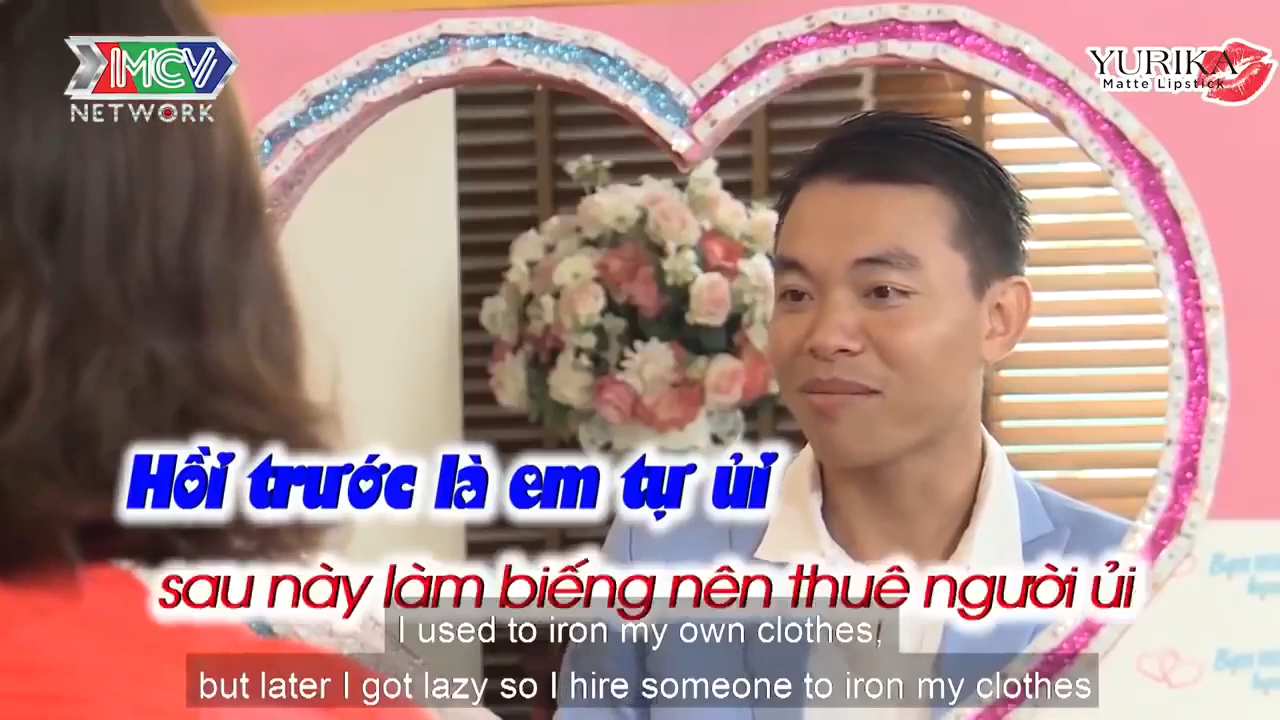 MCV
NETWORK
YURIKA
Matte Lipstick
Hồi trước là em tự ủi
sau này làm biếng nên thuê người ủi
I used to iron my own clothes,
but later I got lazy so I hire someone to iron my clothes